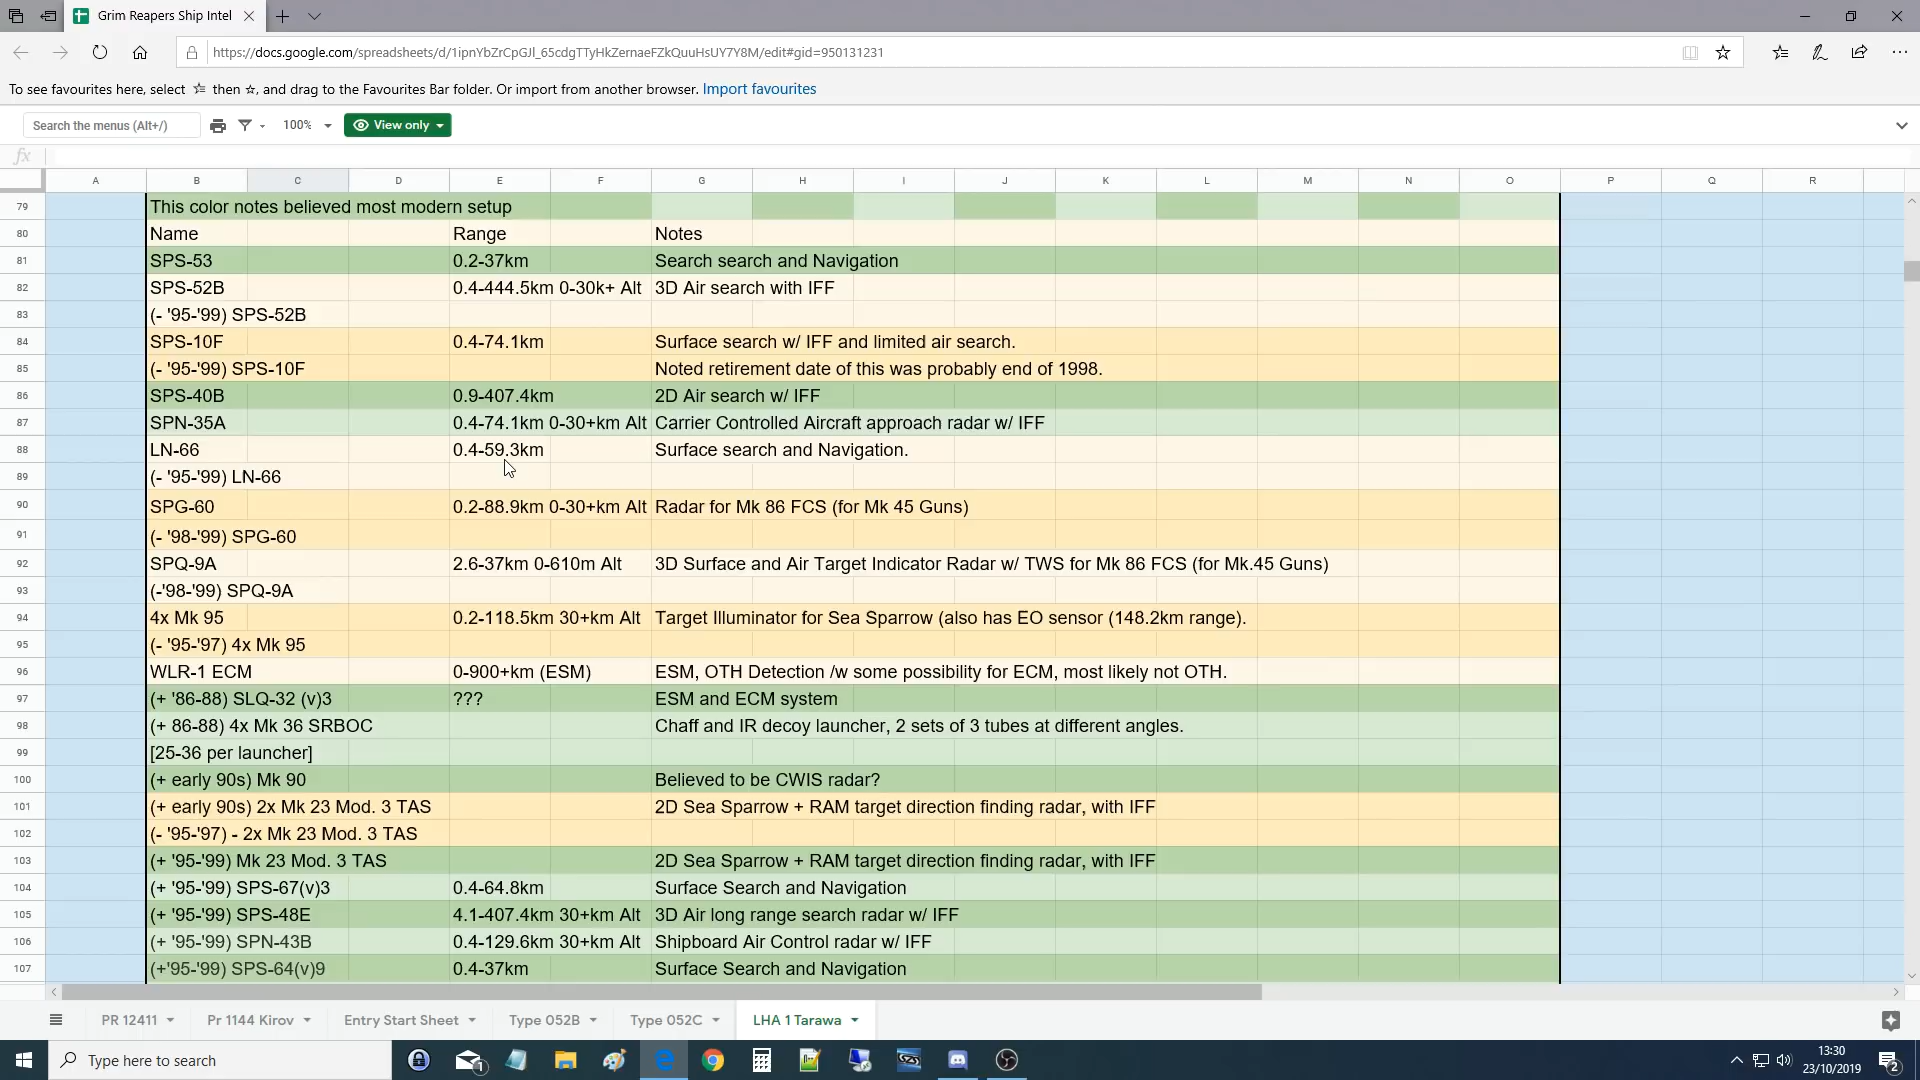 Grim Reapers Ship Intel
https://docs.google.com/spreadsheets/d/1ipnYbZrCpGJl_65cdgTTyHkZernaeFZkQuuHsUY7Y8M/edit#gid=950131231
To see favourites here, select ☆ then ☆, and drag to the Favourites Bar folder. Or import from another browser. Import favourites
Search the menus (Alt+/) 100% View only
fx
A B C D E F G H I J K L M N O P Q R
79 This color notes believed most modern setup
80 Name Range Notes
81 SPS-53 0.2-37km Search search and Navigation
82 SPS-52B 0.4-444.5km 0-30k+ Alt 3D Air search with IFF
83 (- '95-'99) SPS-52B
84 SPS-10F 0.4-74.1km Surface search w/ IFF and limited air search.
85 (- '95-'99) SPS-10F Noted retirement date of this was probably end of 1998.
86 SPS-40B 0.9-407.4km 2D Air search w/ IFF
87 SPN-35A 0.4-74.1km 0-30+km Alt Carrier Controlled Aircraft approach radar w/ IFF
88 LN-66 0.4-59.3km Surface search and Navigation.
89 (- '95-'99) LN-66
90 SPG-60 0.2-88.9km 0-30+km Alt Radar for Mk 86 FCS (for Mk 45 Guns)
91 (- '98-'99) SPG-60
92 SPQ-9A 2.6-37km 0-610m Alt 3D Surface and Air Target Indicator Radar w/ TWS for Mk 86 FCS (for Mk.45 Guns)
93 (-'98-'99) SPQ-9A
94 4x Mk 95 0.2-118.5km 30+km Alt Target Illuminator for Sea Sparrow (also has EO sensor (148.2km range).
95 (- '95-'97) 4x Mk 95
96 WLR-1 ECM 0-900+km (ESM) ESM, OTH Detection /w some possibility for ECM, most likely not OTH.
97 (+ '86-88) SLQ-32 (v)3 ??? ESM and ECM system
98 (+ 86-88) 4x Mk 36 SRBOC Chaff and IR decoy launcher, 2 sets of 3 tubes at different angles.
99 [25-36 per launcher]
100 (+ early 90s) Mk 90 Believed to be CWIS radar?
101 (+ early 90s) 2x Mk 23 Mod. 3 TAS 2D Sea Sparrow + RAM target direction finding radar, with IFF
102 (- '95-'97) - 2x Mk 23 Mod. 3 TAS
103 (+ '95-'99) Mk 23 Mod. 3 TAS 2D Sea Sparrow + RAM target direction finding radar, with IFF
104 (+ '95-'99) SPS-67(v)3 0.4-64.8km Surface Search and Navigation
105 (+ '95-'99) SPS-48E 4.1-407.4km 30+km Alt 3D Air long range search radar w/ IFF
106 (+ '95-'99) SPN-43B 0.4-129.6km 30+km Alt Shipboard Air Control radar w/ IFF
107 (+'95-'99) SPS-64(v)9 0.4-37km Surface Search and Navigation
PR 12411 Pr 1144 Kirov Entry Start Sheet Type 052B Type 052C LHA 1 Tarawa
Type here to search 1 13:30
23/10/2019 2